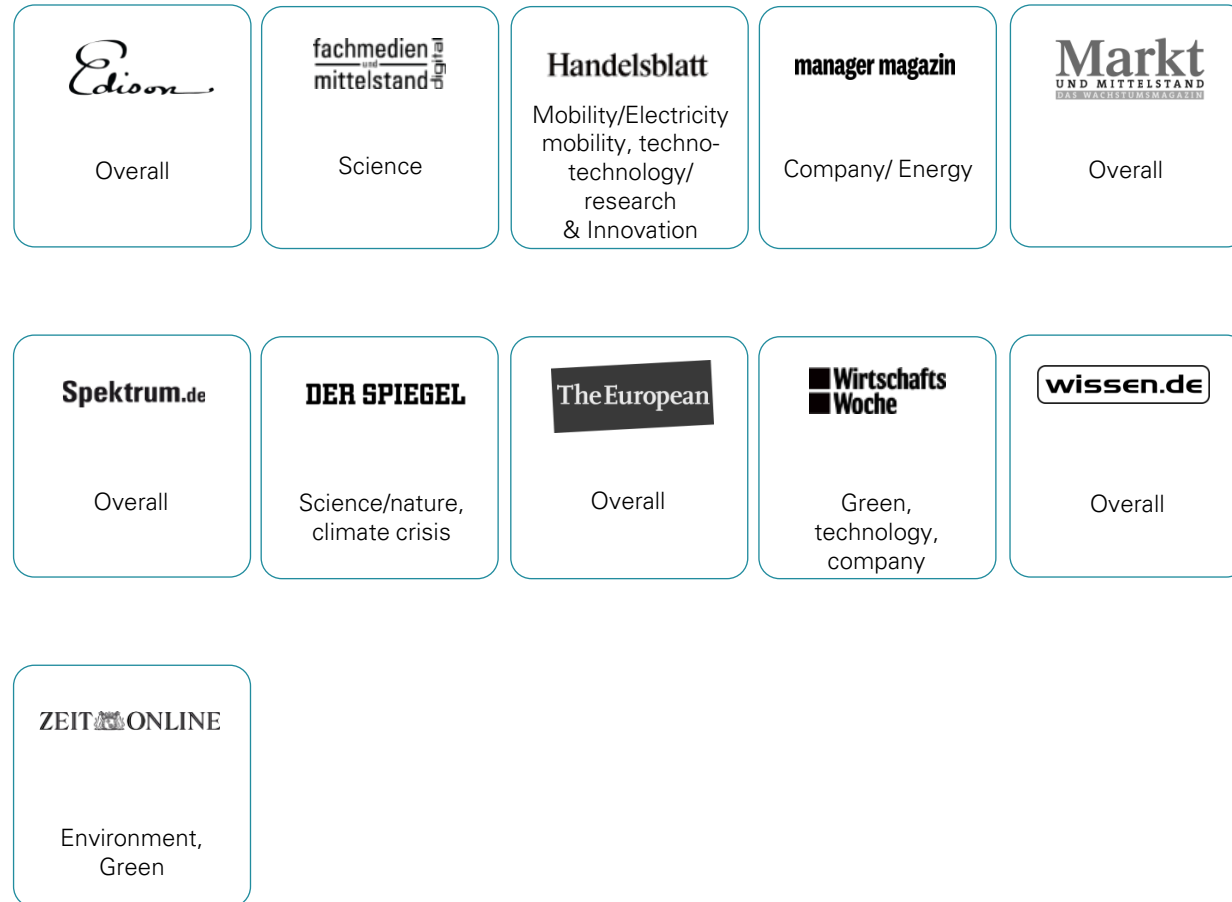 Edison
Overall
fachmedien
und
mittelstand
digital
Science
Handelsblatt
Mobility/Electricity
mobility, techno-
technology/
research
& Innovation
manager magazin
Company/ Energy
Markt
UND MITTELSTAND
DAS WACHSTUMSMAGAZIN
Overall
Spektrum.de
Overall
DER SPIEGEL
Science/nature,
climate crisis
The European
Overall
Wirtschafts
Woche
Green,
technology,
company
wissen.de
Overall
ZEIT ONLINE
Environment,
Green